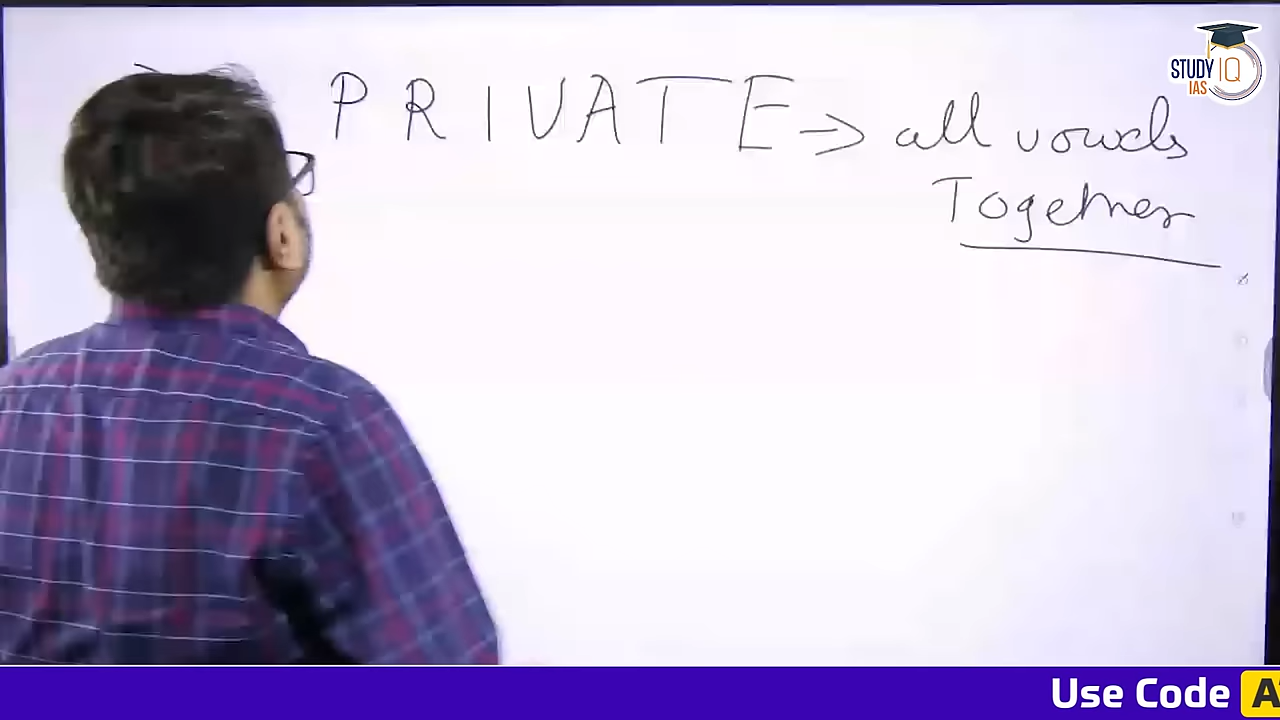 PRIVATE → all vowels
Together
STUDY IQ
IAS
Use Code